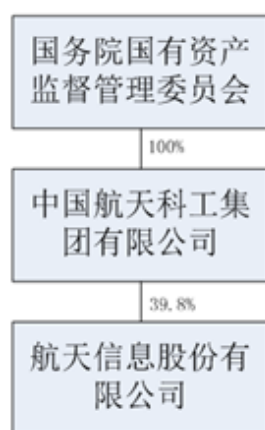 国务院国有资产
监督管理委员会
100%
中国航天科工集
团有限公司
39.8%
航天信息股份有
限公司